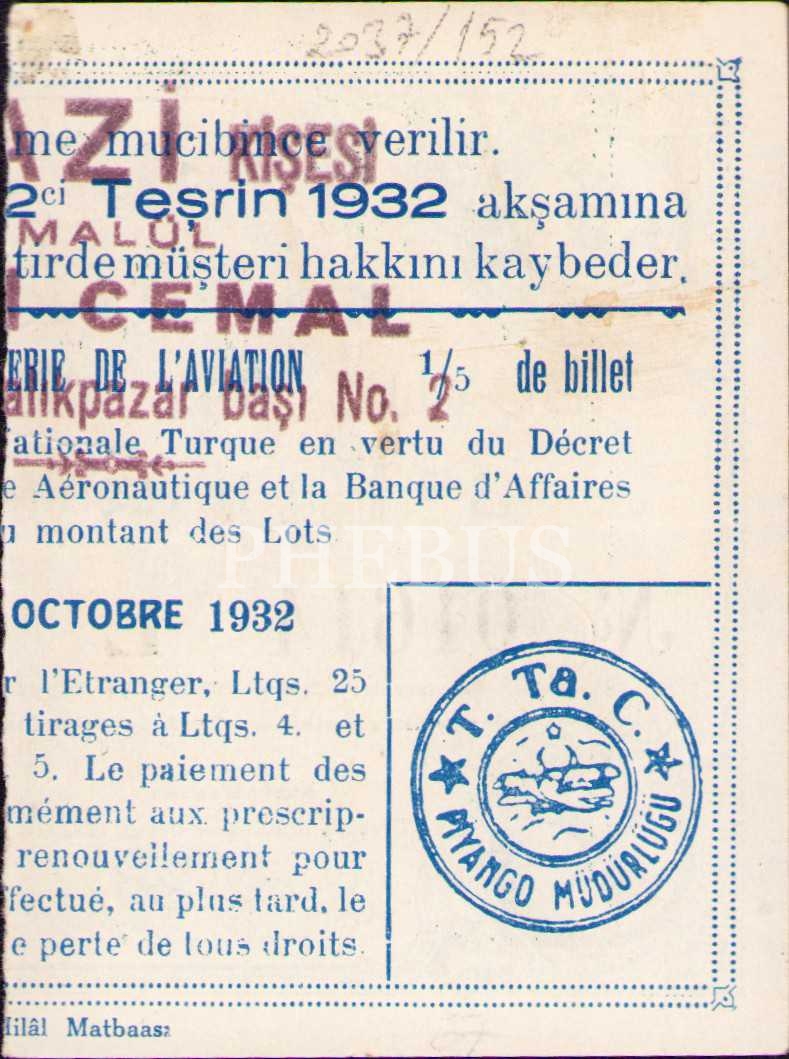 2037/152
AZİ KİŞESİ
me mucibince verilir.
2ci Teşrin 1932 akşamına
MALÛL
tirde müşteri hakkını kaybeder.
CEMAL
ERIE DE L'AVIATION 1/5 de billet
alıkpazar başı No. 2
ationale Turque en vertu du Décret
e Aéronautique et la Banque d'Affaires
u montant des Lots
PHEBUS
OCTOBRE 1932
r l'Etranger, Ltqs. 25
tirages à Ltqs. 4. et
5. Le paiement des
mément aux prescrip-
renouvellement pour
ffectué, au plus tard, le
e perte de tous droits.
T. Ta. C.
PİYANGO MÜDÜRLÜGÜ
Hilâl Matbaası